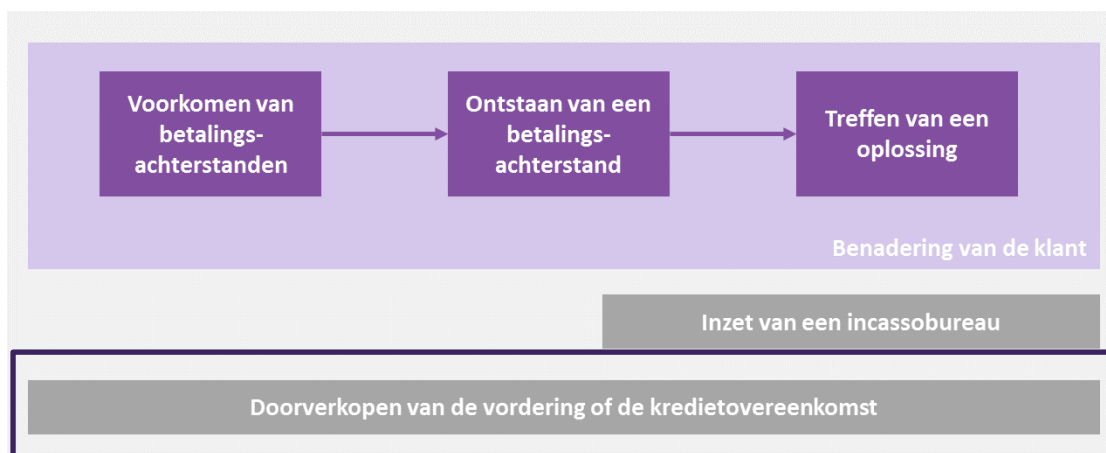 Voorkomen van
betalings-
achterstanden
Ontstaan van een
betalings-
achterstand
Treffen van een
oplossing
Benadering van de klant
Inzet van een incassobureau
Doorverkopen van de vordering of de kredietovereenkomst